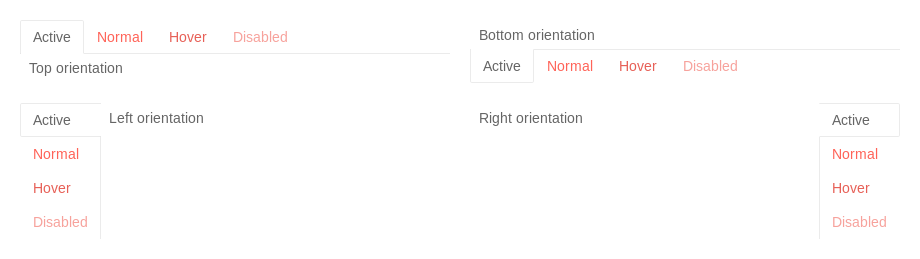 Active Normal Hover Disabled
Top orientation
Bottom orientation
Active Normal Hover Disabled
Active
Normal
Hover
Disabled
Left orientation
Right orientation
Active
Normal
Hover
Disabled